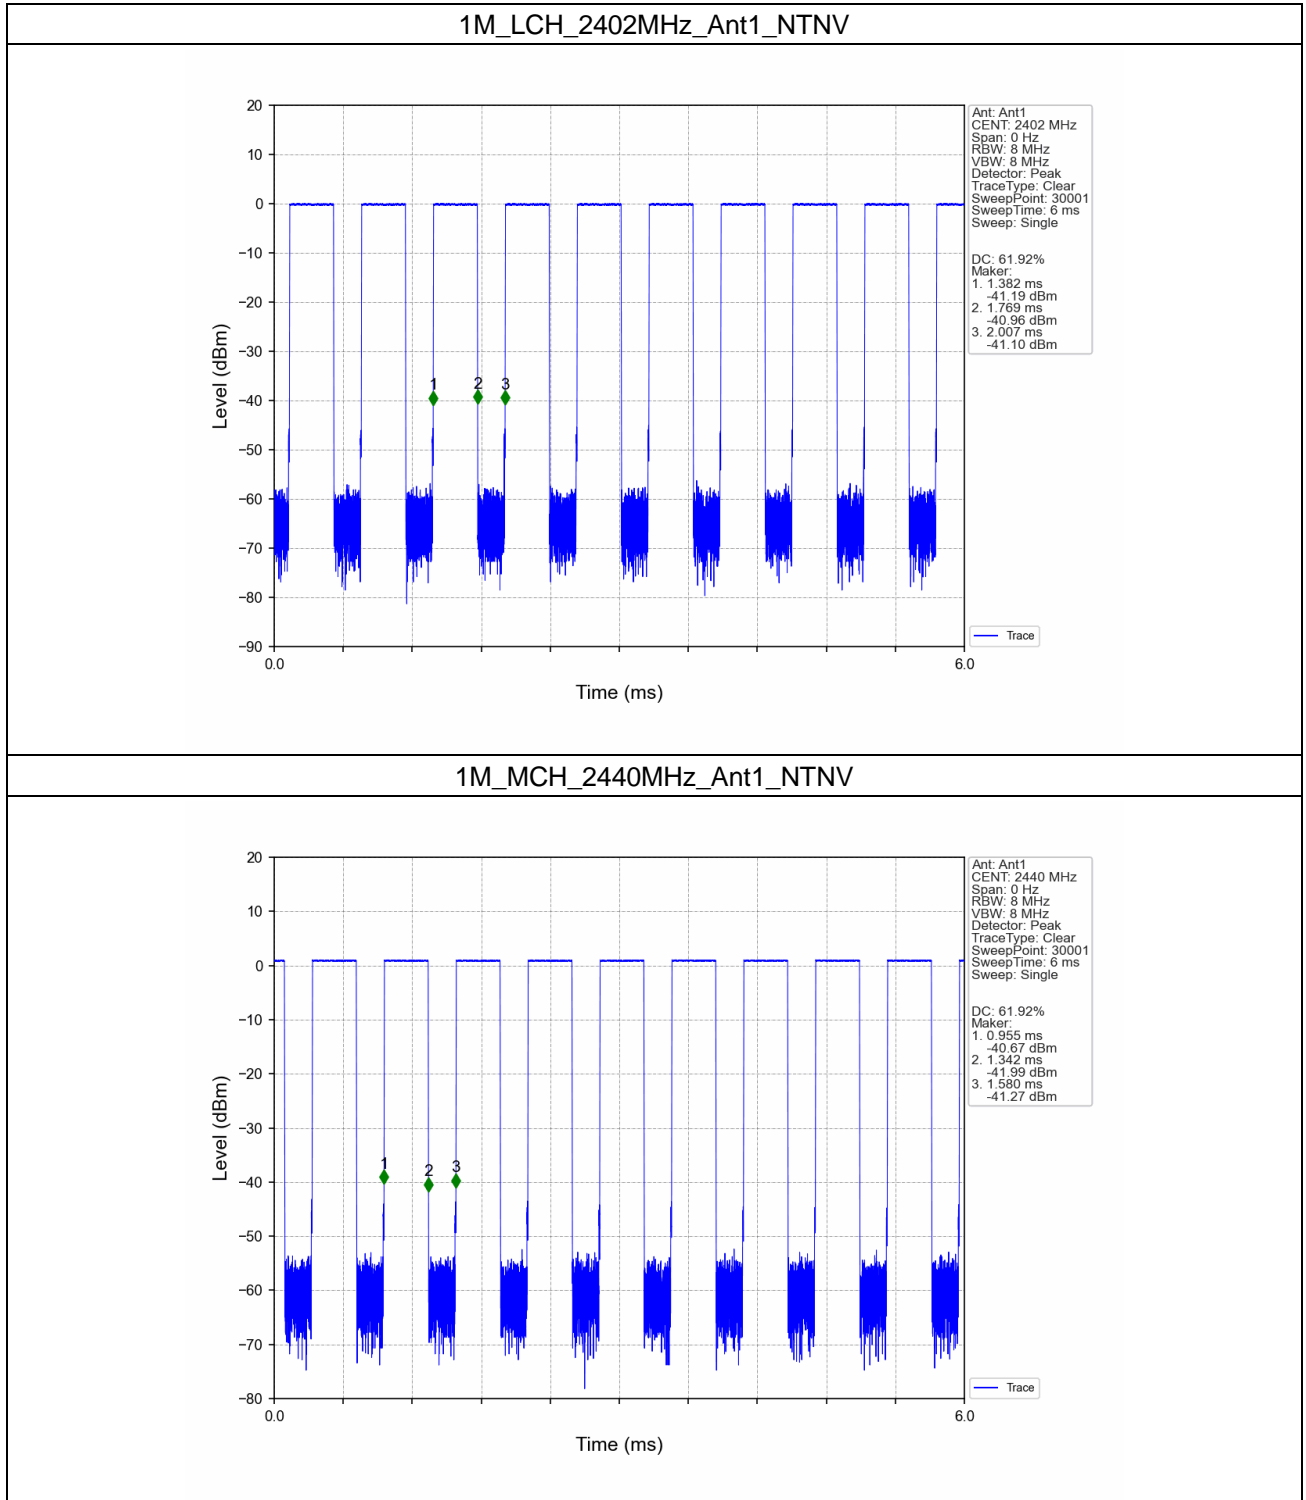 1M_LCH_2402MHz_Ant1_NTNV
20
10
0
−10
−20
−30
−40
−50
−60
−70
−80
−90
Level (dBm)
0.0
6.0
Time (ms)
1
2
3
Ant: Ant1
CENT: 2402 MHz
Span: 0 Hz
RBW: 8 MHz
VBW: 8 MHz
Detector: Peak
TraceType: Clear
SweepPoint: 30001
SweepTime: 6 ms
Sweep: Single
DC: 61.92%
Maker:
1. 1.382 ms
-41.19 dBm
2. 1.769 ms
-40.96 dBm
3. 2.007 ms
-41.10 dBm
Trace
1M_MCH_2440MHz_Ant1_NTNV
20
10
0
−10
−20
−30
−40
−50
−60
−70
−80
Level (dBm)
0.0
6.0
Time (ms)
1
2
3
Ant: Ant1
CENT: 2440 MHz
Span: 0 Hz
RBW: 8 MHz
VBW: 8 MHz
Detector: Peak
TraceType: Clear
SweepPoint: 30001
SweepTime: 6 ms
Sweep: Single
DC: 61.92%
Maker:
1. 0.955 ms
-40.67 dBm
2. 1.342 ms
-41.99 dBm
3. 1.580 ms
-41.27 dBm
Trace